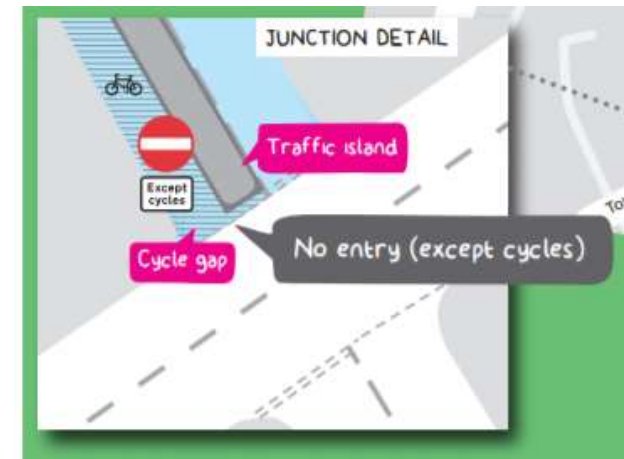 JUNCTION DETAIL
Traffic island
Except
cycles
Cycle gap
No entry (except cycles)